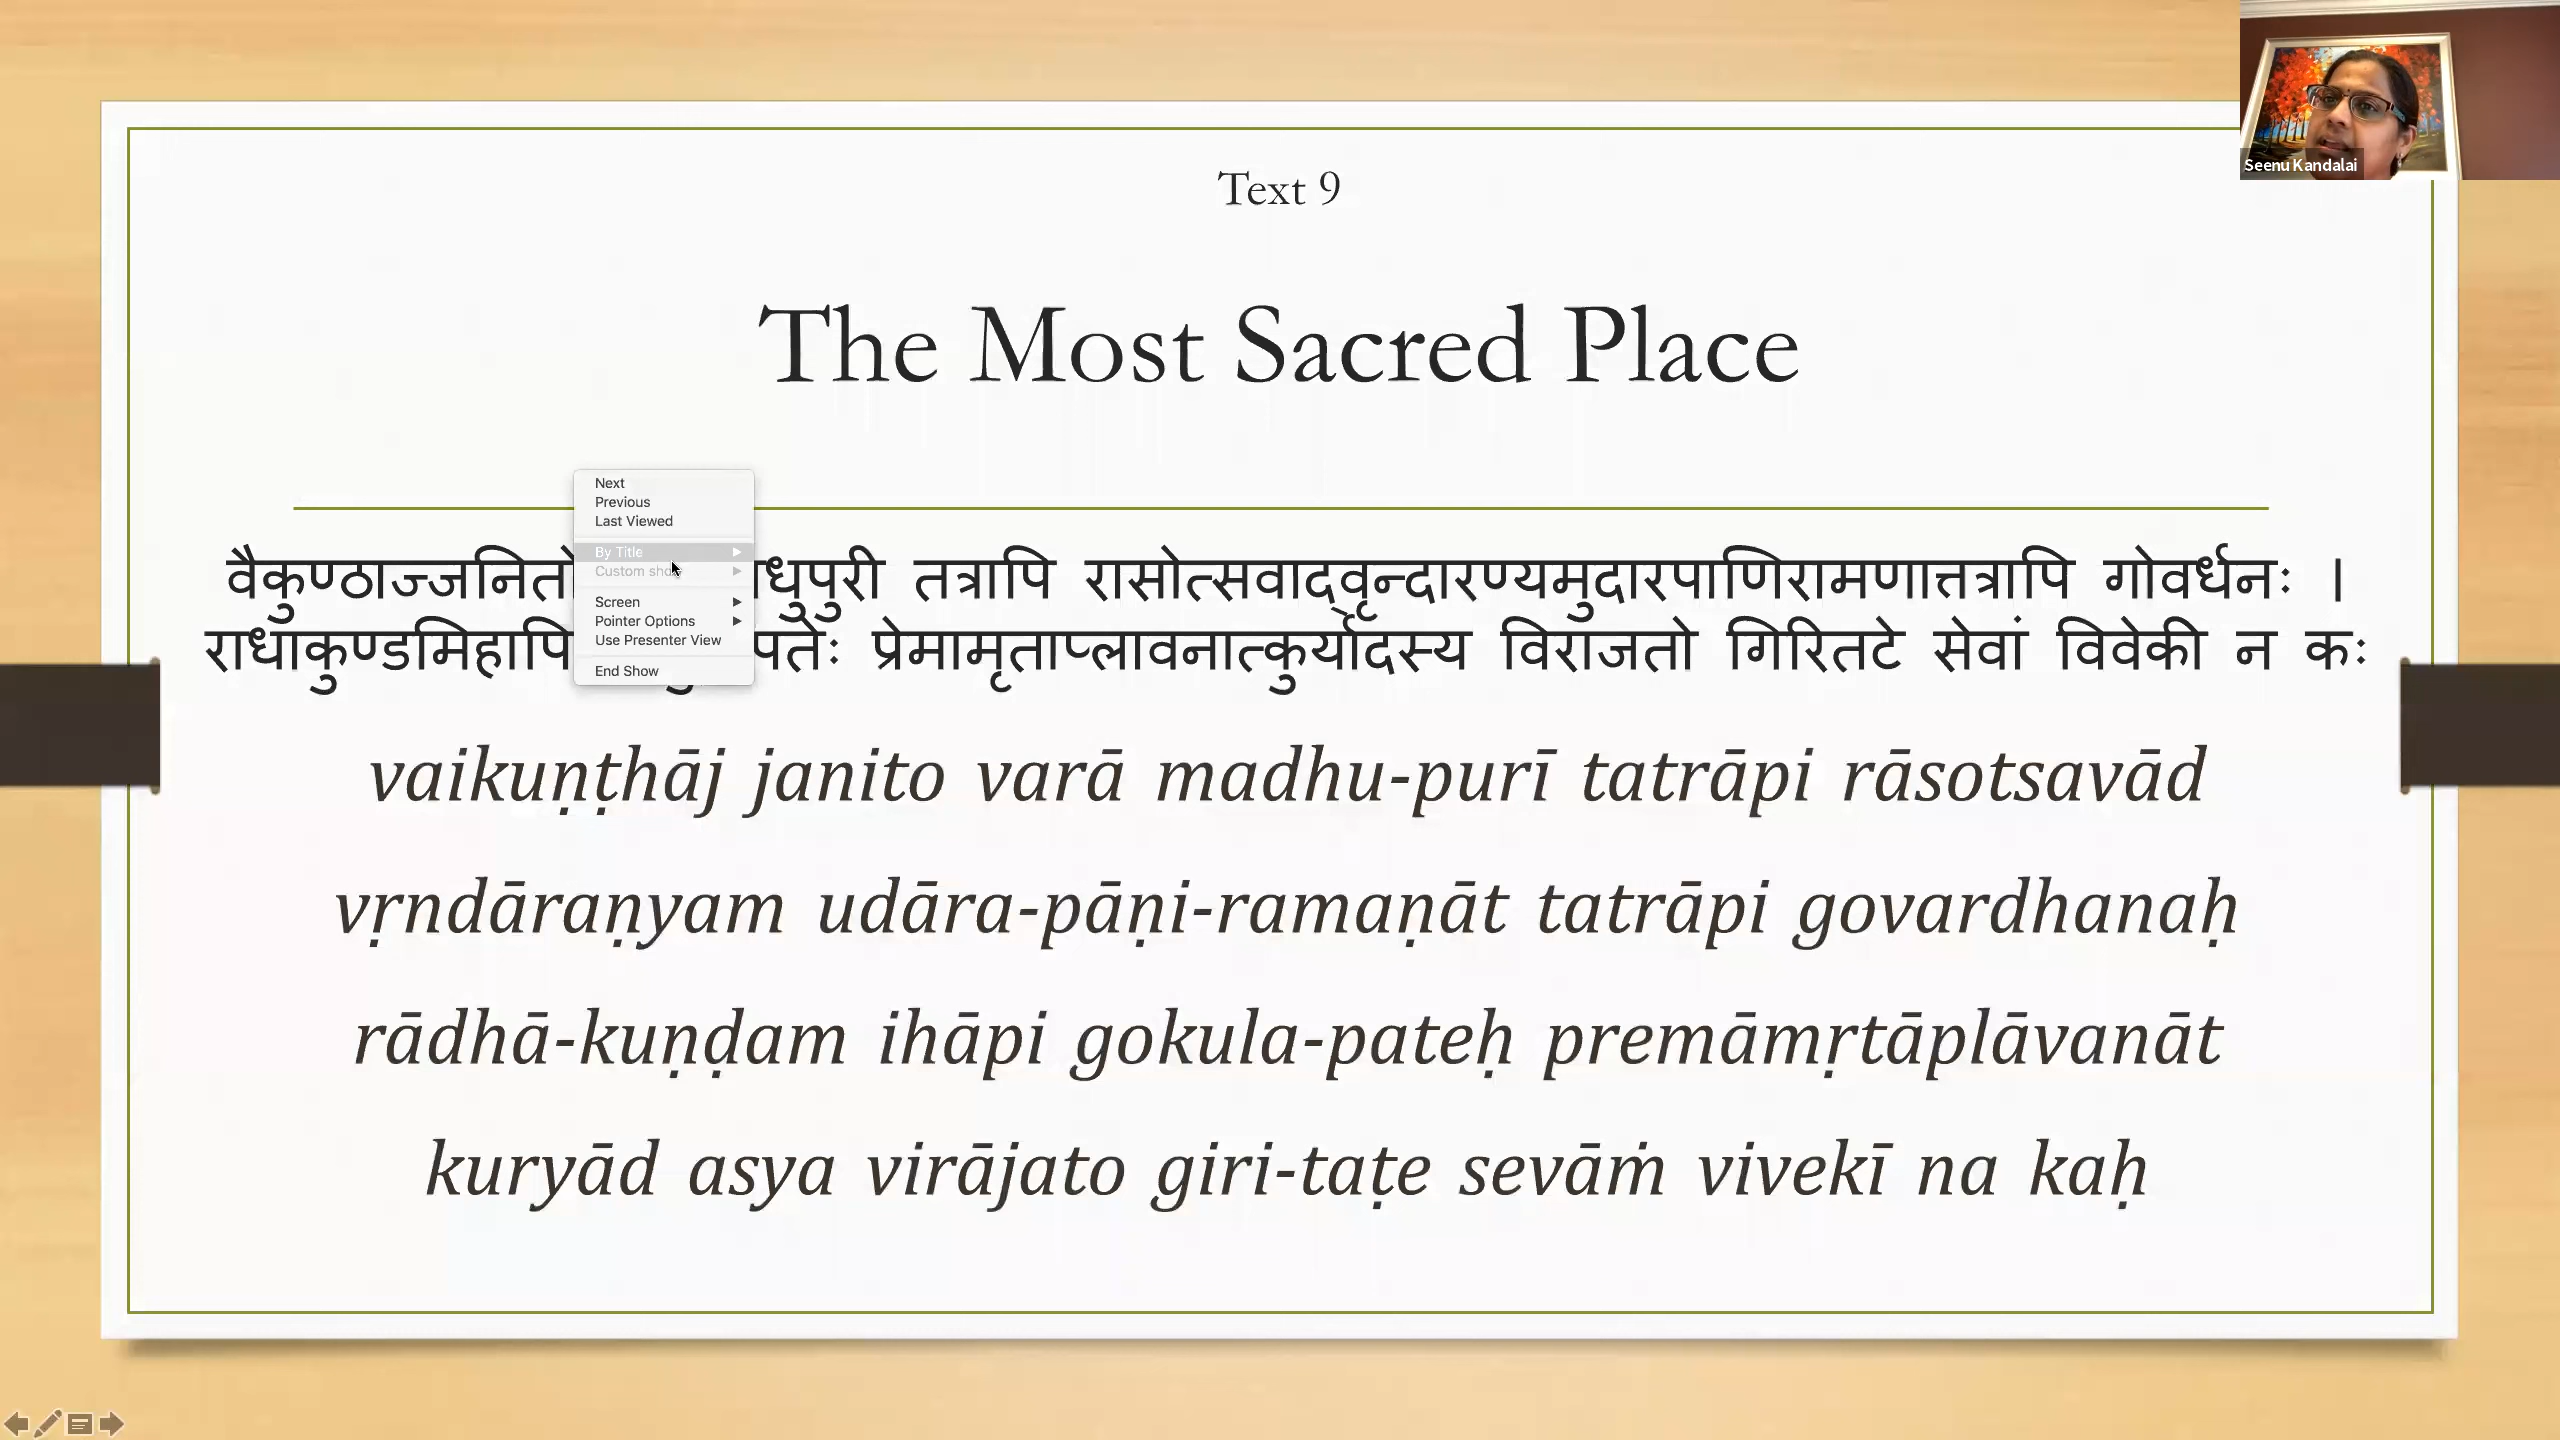 Seenu Kandalai
Text 9
The Most Sacred Place
Next
Previous
Last Viewed
By Title
Custom show
Screen
Pointer Options
Use Presenter View
End Show
तत्रापि रासोत्सवाद्वृन्दारण्यमुदारपाणिरामणात्तत्रापि गोवर्धनः ।
राधाकुण्डमिहापि पतेः प्रेमामृताप्लावनात्कुर्यादस्य विराजतो गिरितटे सेवां विवेकी न कः
vaikuṇṭhāj janito varā madhu-purī tatrāpi rāsotsavād
vṛndāraṇyam udāra-pāṇi-ramaṇāt tatrāpi govardhanaḥ
rādhā-kuṇḍam ihāpi gokula-pateḥ premāmṛtāplāvanāt
kuryād asya virājato giri-taṭe sevāṁ vivekī na kaḥ